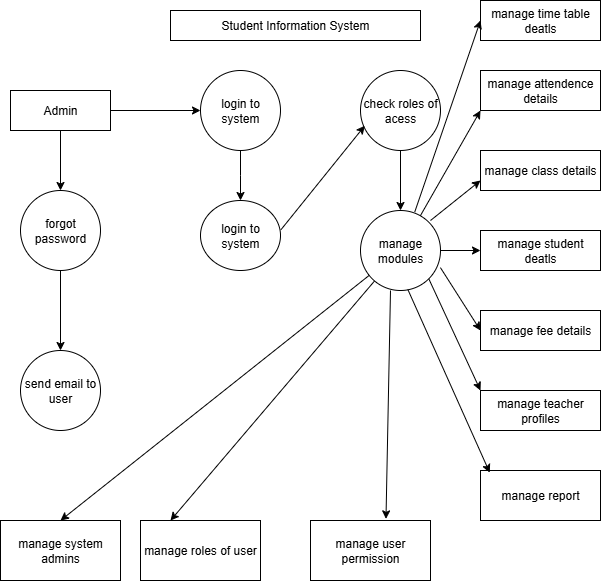 Student Information System
manage time table
deatls
Admin
login to
system
check roles of
acess
manage attendence
details
manage class details
forgot
password
login to
system
manage
modules
manage student
deatls
manage fee details
send email to
user
manage teacher
profiles
manage report
manage system
admins
manage roles of user
manage user
permission